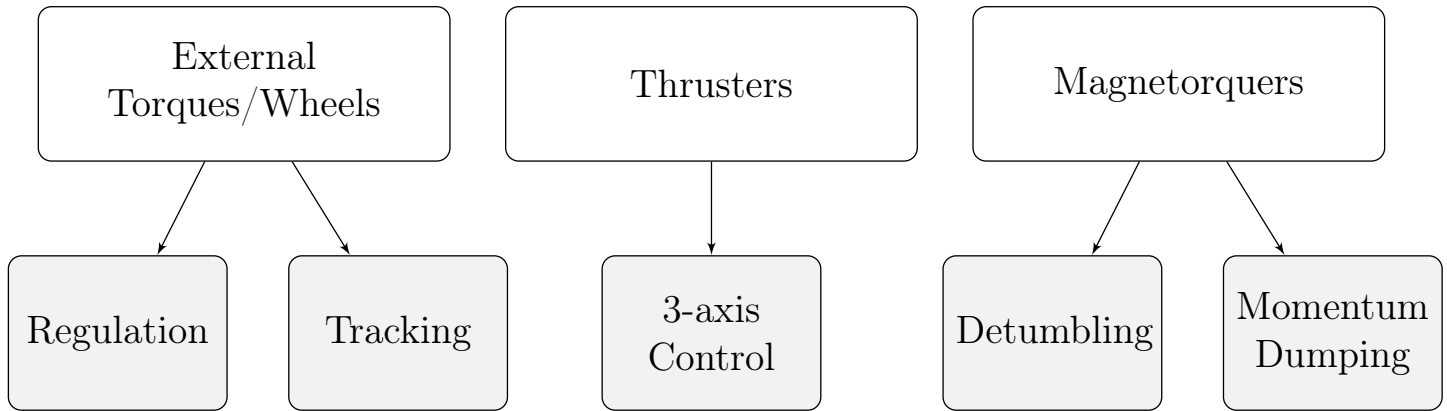 External
Torques/Wheels
Thrusters
Magnetorquers
Regulation
Tracking
3-axis
Control
Detumbling
Momentum
Dumping